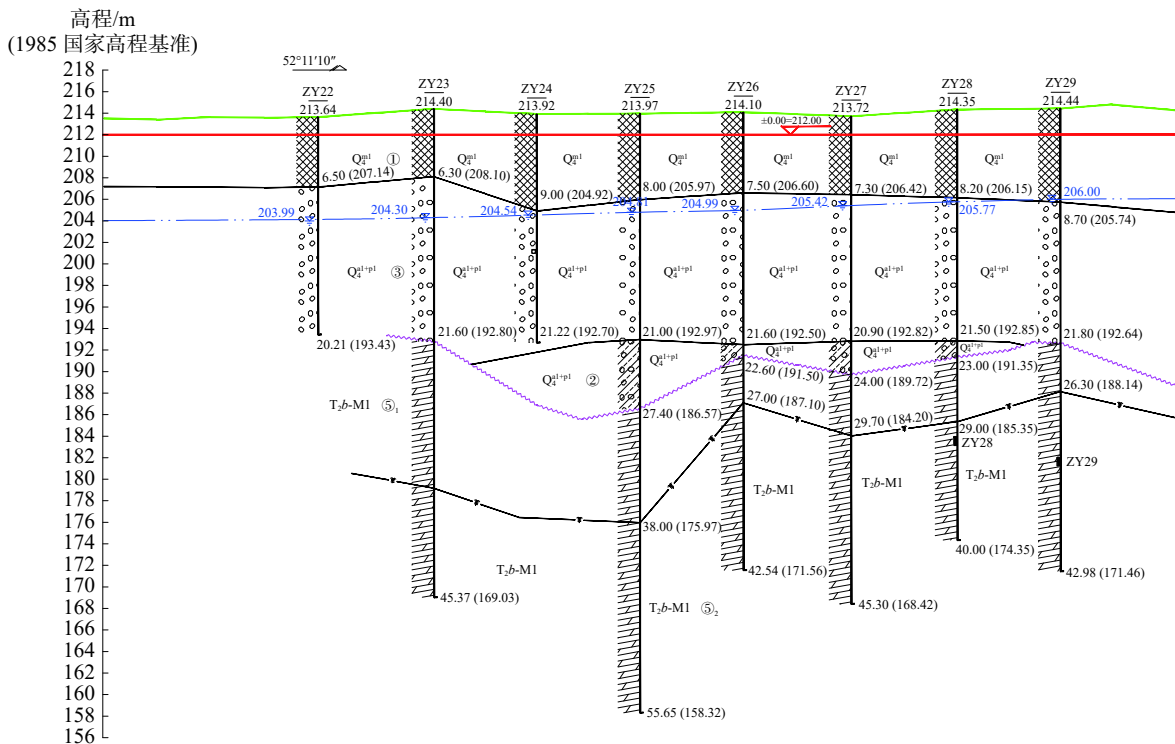 高程/m
(1985 国家高程基准)
218
216
214
212
210
208
206
204
202
200
198
196
194
192
190
188
186
184
182
180
178
176
174
172
170
168
166
164
162
160
158
156
52°11′10″
ZY22
213.64
ZY23
214.40
ZY24
213.92
ZY25
213.97
ZY26
214.10
ZY27
213.72
ZY28
214.35
ZY29
214.44
±0.00=212.00
Q₄ᵐˡ ①
Q₄ᵐˡ
Q₄ᵐˡ
Q₄ᵐˡ
Q₄ᵐˡ
Q₄ᵐˡ
Q₄ᵐˡ
6.50 (207.14)
6.30 (208.10)
9.00 (204.92)
8.00 (205.97)
7.50 (206.60)
7.30 (206.42)
8.20 (206.15)
8.70 (205.74)
203.99
204.30
204.54
204.99
205.42
205.77
206.00
Q₄ᵃˡ⁺ᵖˡ ③
Q₄ᵃˡ⁺ᵖˡ
Q₄ᵃˡ⁺ᵖˡ
Q₄ᵃˡ⁺ᵖˡ
Q₄ᵃˡ⁺ᵖˡ
Q₄ᵃˡ⁺ᵖˡ
Q₄ᵃˡ⁺ᵖˡ
20.21 (193.43)
21.60 (192.80)
21.22 (192.70)
21.00 (192.97)
21.60 (192.50)
20.90 (192.82)
21.50 (192.85)
21.80 (192.64)
Q₄ᵃˡ⁺ᵖˡ ②
Q₄ᵃˡ⁺ᵖˡ
Q₄ᵃˡ⁺ᵖˡ
Q₄ᵃˡ⁺ᵖˡ
Q₄ᵃˡ⁺ᵖˡ
27.40 (186.57)
22.60 (191.50)
24.00 (189.72)
23.00 (191.35)
26.30 (188.14)
27.00 (187.10)
29.70 (184.20)
29.00 (185.35)
ZY28
ZY29
T₂b-M1 ⑤₁
T₂b-M1
T₂b-M1
T₂b-M1
38.00 (175.97)
40.00 (174.35)
42.54 (171.56)
42.98 (171.46)
T₂b-M1
45.37 (169.03)
T₂b-M1 ⑤₂
45.30 (168.42)
55.65 (158.32)